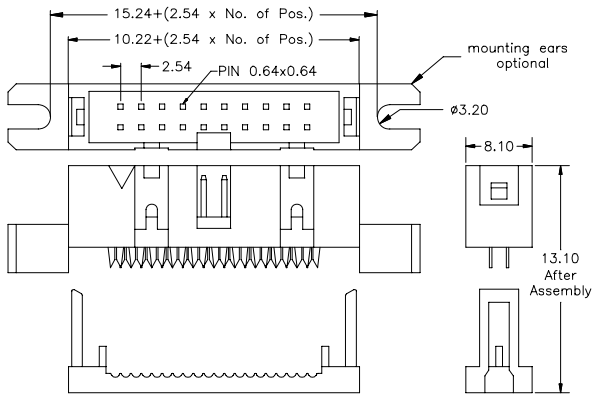 15.24+(2.54 x No. of Pos.)
10.22+(2.54 x No. of Pos.)
mounting ears
optional
2.54
PIN 0.64x0.64
ø3.20
8.10
13.10
After
Assembly